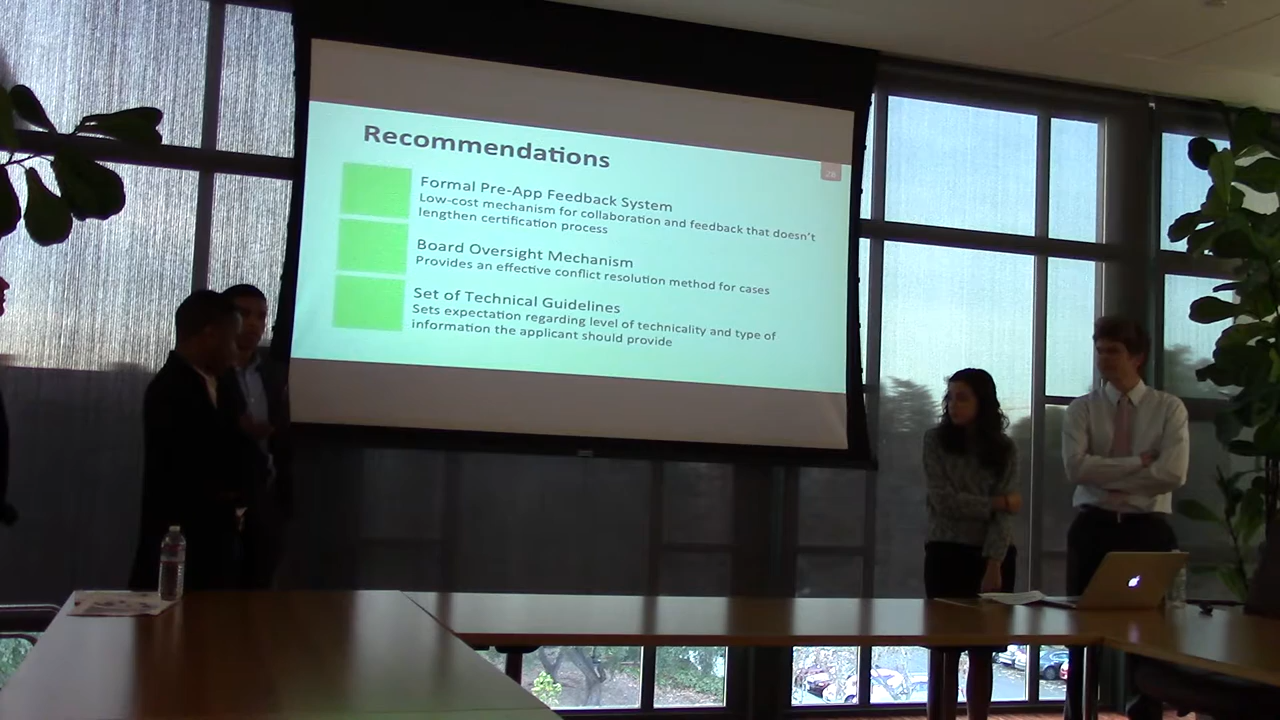 Recommendations
26
Formal Pre-App Feedback System
Low-cost mechanism for collaboration and feedback that doesn't
lengthen certification process
Board Oversight Mechanism
Provides an effective conflict resolution method for cases
Set of Technical Guidelines
Sets expectation regarding level of technicality and type of
information the applicant should provide